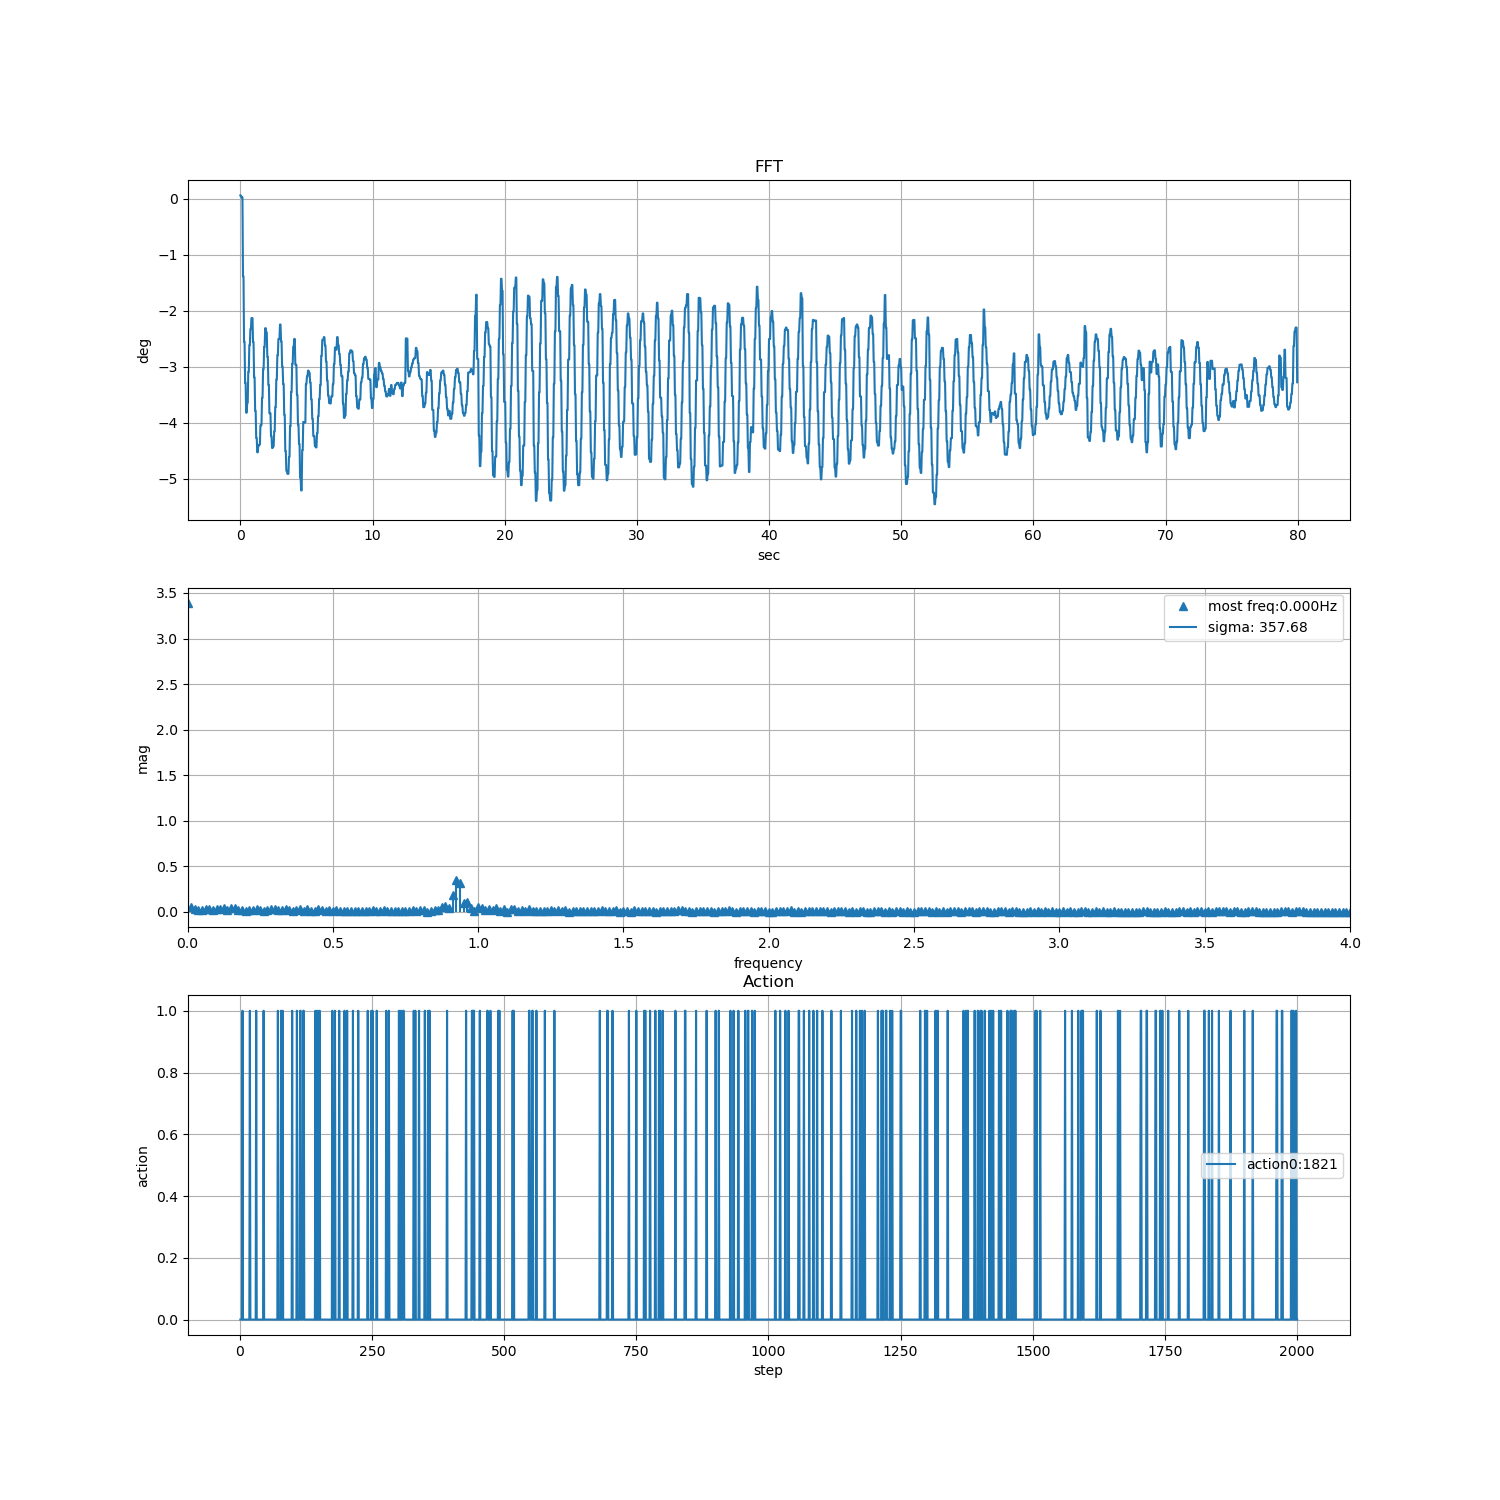 FFT
0
−1
−2
−3
−4
−5
deg
0 10 20 30 40 50 60 70 80
sec
3.5
3.0
2.5
2.0
1.5
1.0
0.5
0.0
mag
most freq:0.000Hz
sigma: 357.68
0.0 0.5 1.0 1.5 2.0 2.5 3.0 3.5 4.0
frequency
Action
1.0
0.8
0.6
0.4
0.2
0.0
action
action0:1821
0 250 500 750 1000 1250 1500 1750 2000
step